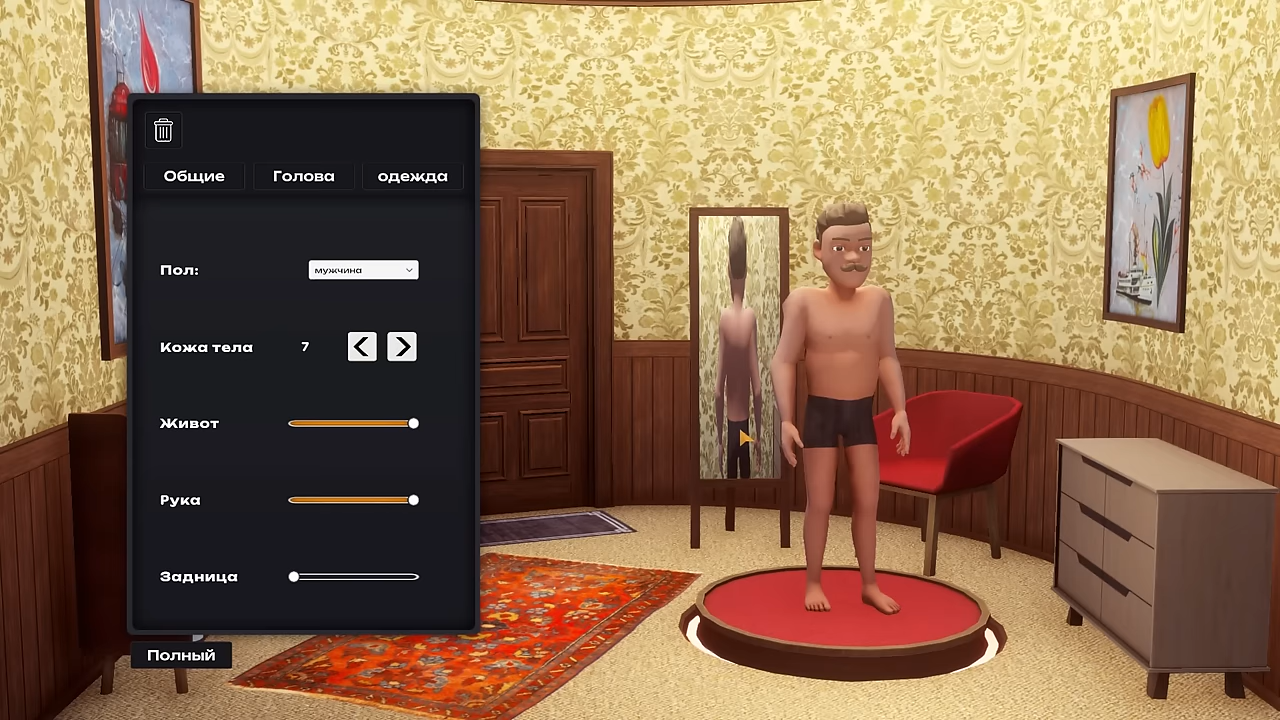 Общие Голова одежда
Пол: мужчина
Кожа тела 7
Живот
Рука
Задница
Полный